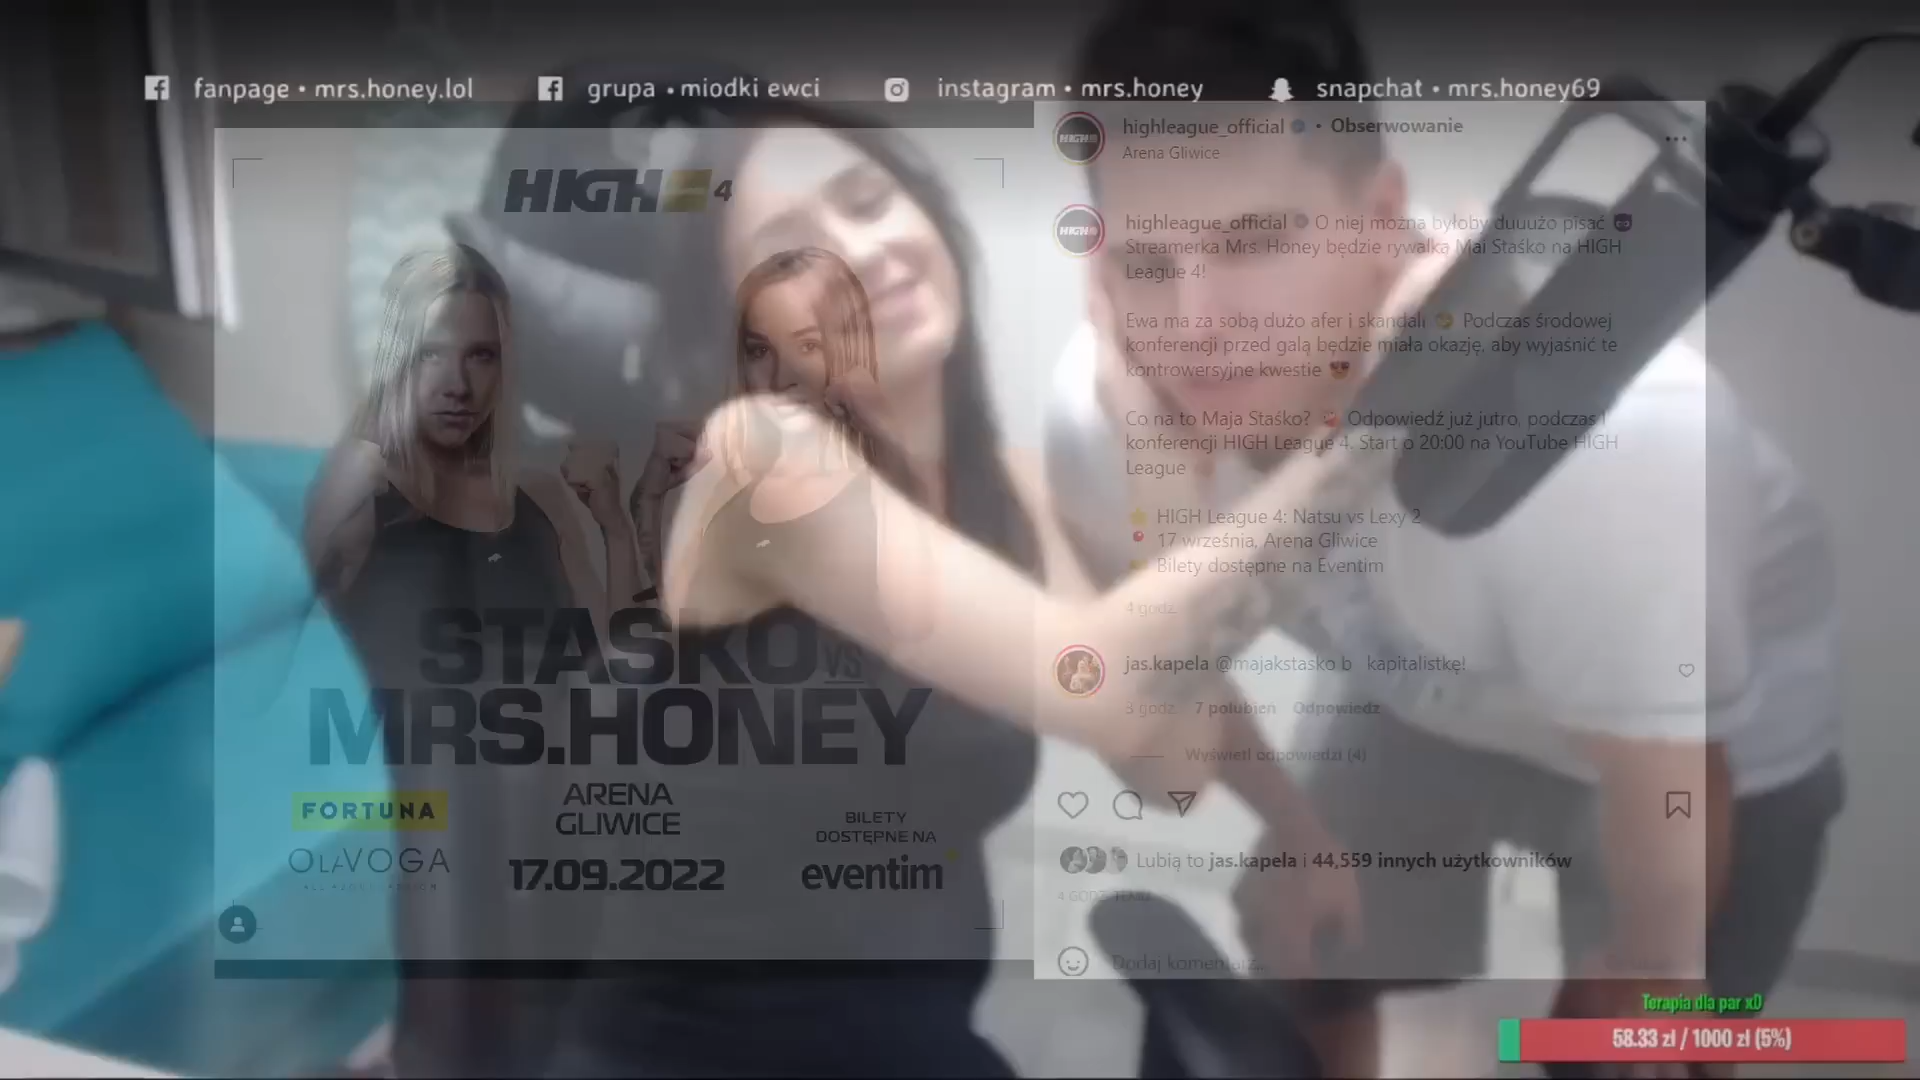 fanpage • mrs.honey.lol
grupa • miodki ewci
instagram • mrs.honey
snapchat • mrs.honey69
HIGH 4
STAŚKO VS
MRS.HONEY
FORTUNA
OLAVOGA
ARENA
GLIWICE
17.09.2022
BILETY
DOSTĘPNE NA
eventim
highleague_official • Obserwowanie
Arena Gliwice
highleague_official O niej można byłoby duuużo pisać
Streamerka Mrs. Honey będzie rywalką Mai Staśko na HIGH
League 4!
Ewa ma za sobą dużo afer i skandali Podczas środowej
konferencji przed galą będzie miała okazję, aby wyjaśnić te
kontrowersyjne kwestie
Co na to Maja Staśko? Odpowiedź już jutro, podczas
konferencji HIGH League 4. Start o 20:00 na YouTube HIGH
League
HIGH League 4: Natsu vs Lexy 2
17 września, Arena Gliwice
Bilety dostępne na Eventim
4 godz.
jas.kapela @majakstasko b kapitalistkę!
3 godz. 7 polubień Odpowiedz
Wyświetl odpowiedzi (4)
Lubią to jas.kapela i 44,559 innych użytkowników
4 GODZ. TEMU
Dodaj komentarz...
Terapia dla par xD
58.33 zł / 1000 zł (5%)